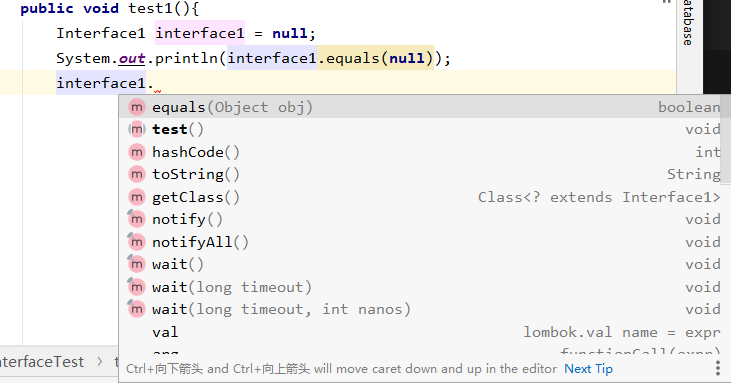 public void test1(){
Interface1 interface1 = null;
System.out.println(interface1.equals(null));
interface1.
atabase
equals(Object obj) boolean
test() void
hashCode() int
toString() String
getClass() Class<? extends Interface1>
notify() void
notifyAll() void
wait() void
wait(long timeout) void
wait(long timeout, int nanos) void
val lombok.val name = expr
arg functionCall(expr)
nterfaceTest > t
Ctrl+向下箭头 and Ctrl+向上箭头 will move caret down and up in the editor Next Tip